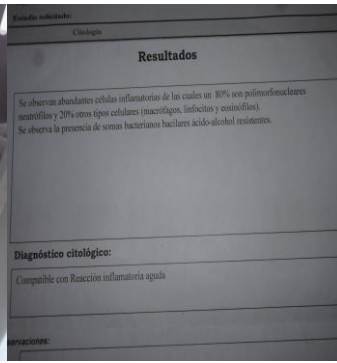 Estudio solicitado:
Citología
Resultados
Se observan abundantes células inflamatorias de las cuales un 80% son polimorfonucleares
neutrófilos y 20% otros tipos celulares (macrófagos, linfocitos y eosinófilos).
Se observa la presencia de somas bacterianos bacilares ácido-alcohol resistentes.
Diagnóstico citológico:
Compatible con Reacción inflamatoria aguda
servaciones: